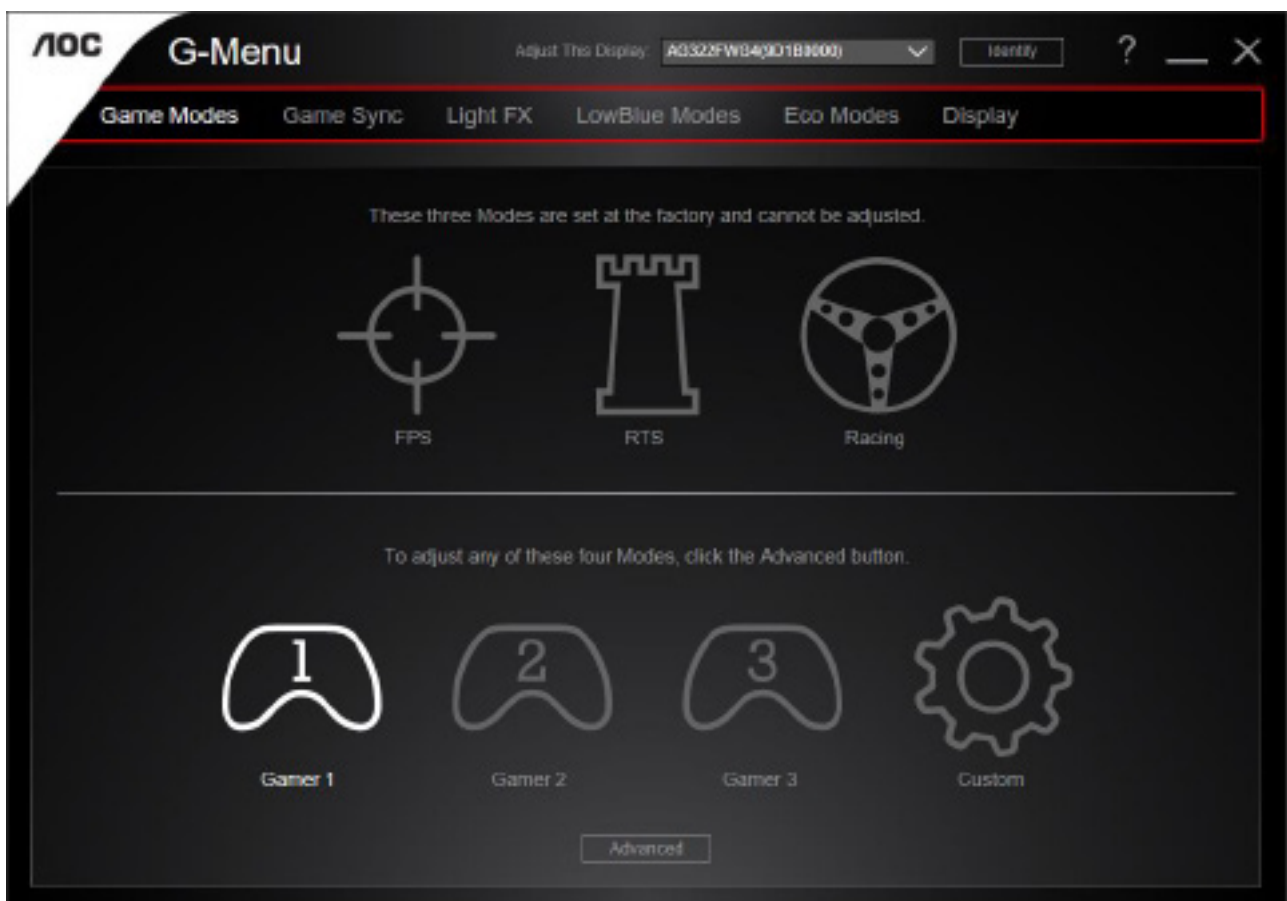 AOC G-Menu Adjust This Display: AG322FWG4(9D1B0000) Identify ?
Game Modes Game Sync Light FX LowBlue Modes Eco Modes Display
These three Modes are set at the factory and cannot be adjusted.
FPS RTS Racing
To adjust any of these four Modes, click the Advanced button.
1 2 3
Gamer 1 Gamer 2 Gamer 3 Custom
Advanced